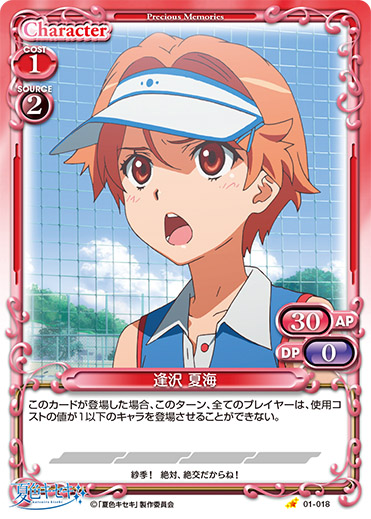 Precious Memories
Character
COST
1
SOURCE
2
30 AP
DP 0
逢沢 夏海
このカードが登場した場合、このターン、全てのプレイヤーは、使用コ
ストの値が1以下のキャラを登場させることができない。
紗季! 絶対、絶交だからね!
夏色キセキ
©「夏色キセキ」製作委員会
01-018